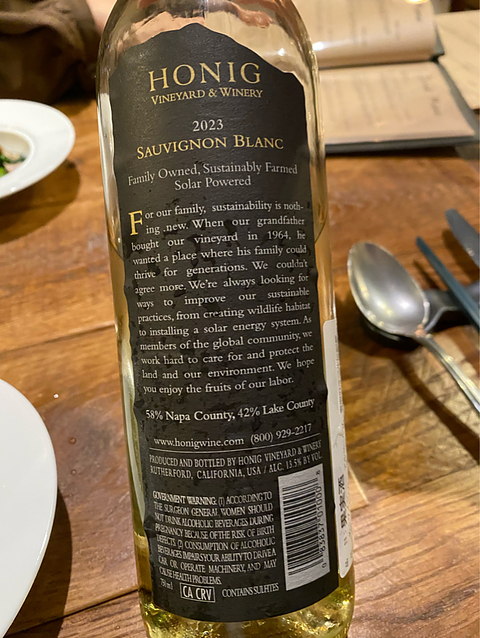 HONIG
VINEYARD & WINERY
2023
SAUVIGNON BLANC
Family Owned, Sustainably Farmed
Solar Powered
For our family, sustainability is noth-
ing new. When our grandfather
bought our vineyard in 1964, he
wanted a place where his family could
thrive for generations. We couldn't
agree more. We're always looking for
ways to improve our sustainable
practices, from creating wildlife habitat
to installing a solar energy system. As
members of the global community, we
work hard to care for and protect the
land and our environment. We hope
you enjoy the fruits of our labor.
58% Napa County, 42% Lake County
www.honigwine.com (800) 929-2217
PRODUCED AND BOTTLED BY HONIG VINEYARD & WINERY
RUTHERFORD, CALIFORNIA, USA / ALC. 13.5% BY VOL.
GOVERNMENT WARNING: (1) ACCORDING TO
THE SURGEON GENERAL, WOMEN SHOULD
NOT DRINK ALCOHOLIC BEVERAGES DURING
PREGNANCY BECAUSE OF THE RISK OF BIRTH
DEFECTS. (2) CONSUMPTION OF ALCOHOLIC
BEVERAGES IMPAIRS YOUR ABILITY TO DRIVE A
CAR OR OPERATE MACHINERY, AND MAY
CAUSE HEALTH PROBLEMS.
750 ml CA CRV CONTAINS SULFITES